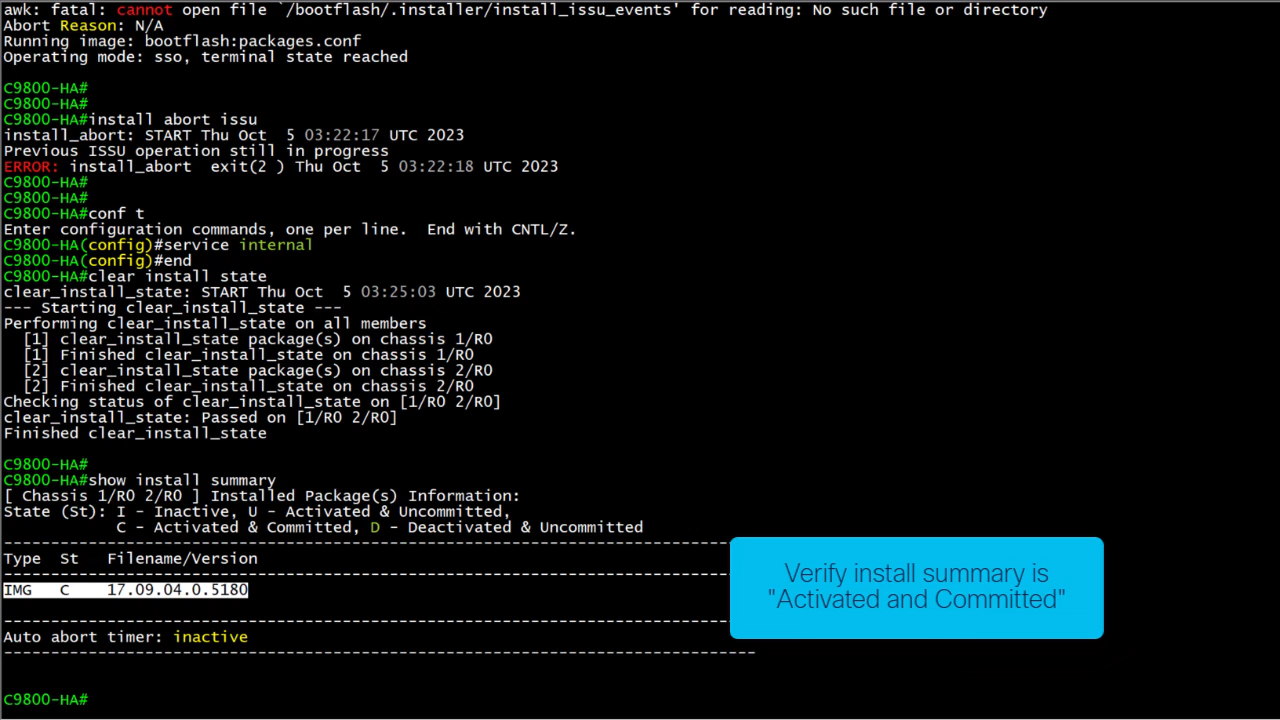 awk: fatal: cannot open file `/bootflash/.installer/install_issu_events' for reading: No such file or directory
Abort Reason: N/A
Running image: bootflash:packages.conf
Operating mode: sso, terminal state reached
C9800-HA#
C9800-HA#
C9800-HA#install abort issu
install_abort: START Thu Oct  5 03:22:17 UTC 2023
Previous ISSU operation still in progress
ERROR: install_abort  exit(2 ) Thu Oct  5 03:22:18 UTC 2023
C9800-HA#
C9800-HA#
C9800-HA#conf t
Enter configuration commands, one per line.  End with CNTL/Z.
C9800-HA(config)#service internal
C9800-HA(config)#end
C9800-HA#clear install state
clear_install_state: START Thu Oct  5 03:25:03 UTC 2023
--- Starting clear_install_state ---
Performing clear_install_state on all members
  [1] clear_install_state package(s) on chassis 1/R0
  [1] Finished clear_install_state on chassis 1/R0
  [2] clear_install_state package(s) on chassis 2/R0
  [2] Finished clear_install_state on chassis 2/R0
Checking status of clear_install_state on [1/R0 2/R0]
clear_install_state: Passed on [1/R0 2/R0]
Finished clear_install_state
C9800-HA#
C9800-HA#show install summary
[ Chassis 1/R0 2/R0 ] Installed Package(s) Information:
State (St): I - Inactive, U - Activated & Uncommitted,
            C - Activated & Committed, D - Deactivated & Uncommitted
--------------------------------------------------------------------------------
Type  St   Filename/Version
--------------------------------------------------------------------------------
IMG   C    17.09.04.0.5180
--------------------------------------------------------------------------------
Auto abort timer: inactive
--------------------------------------------------------------------------------
C9800-HA#
Verify install summary is
"Activated and Committed"